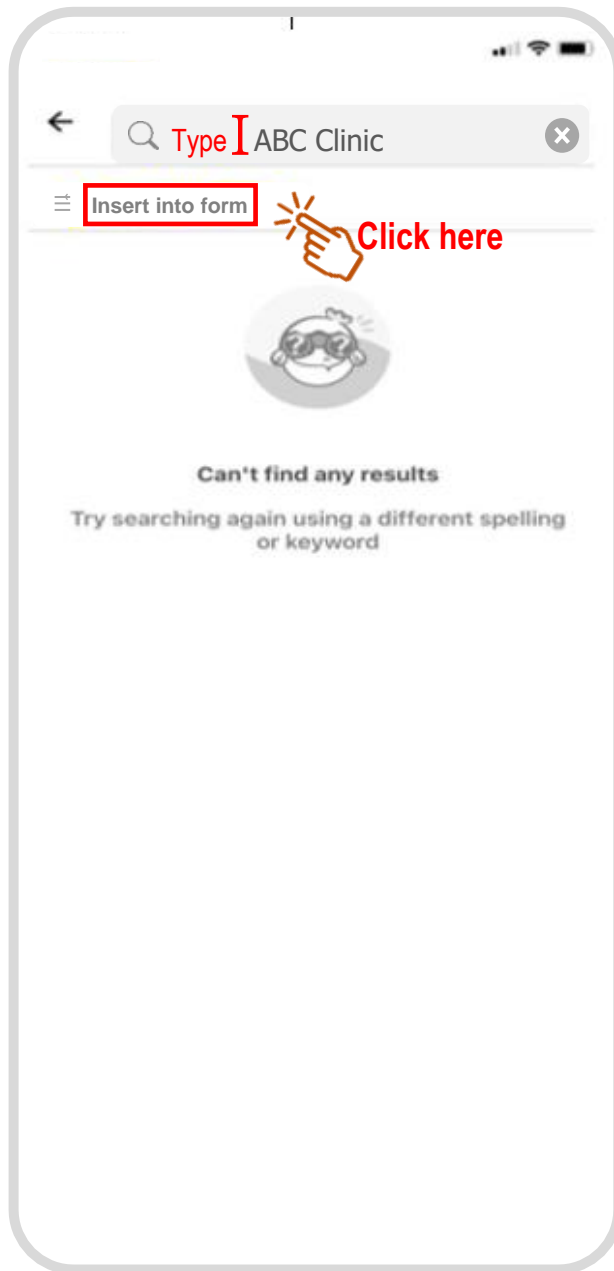 Type ABC Clinic
Insert into form
Click here
Can't find any results
Try searching again using a different spelling
or keyword